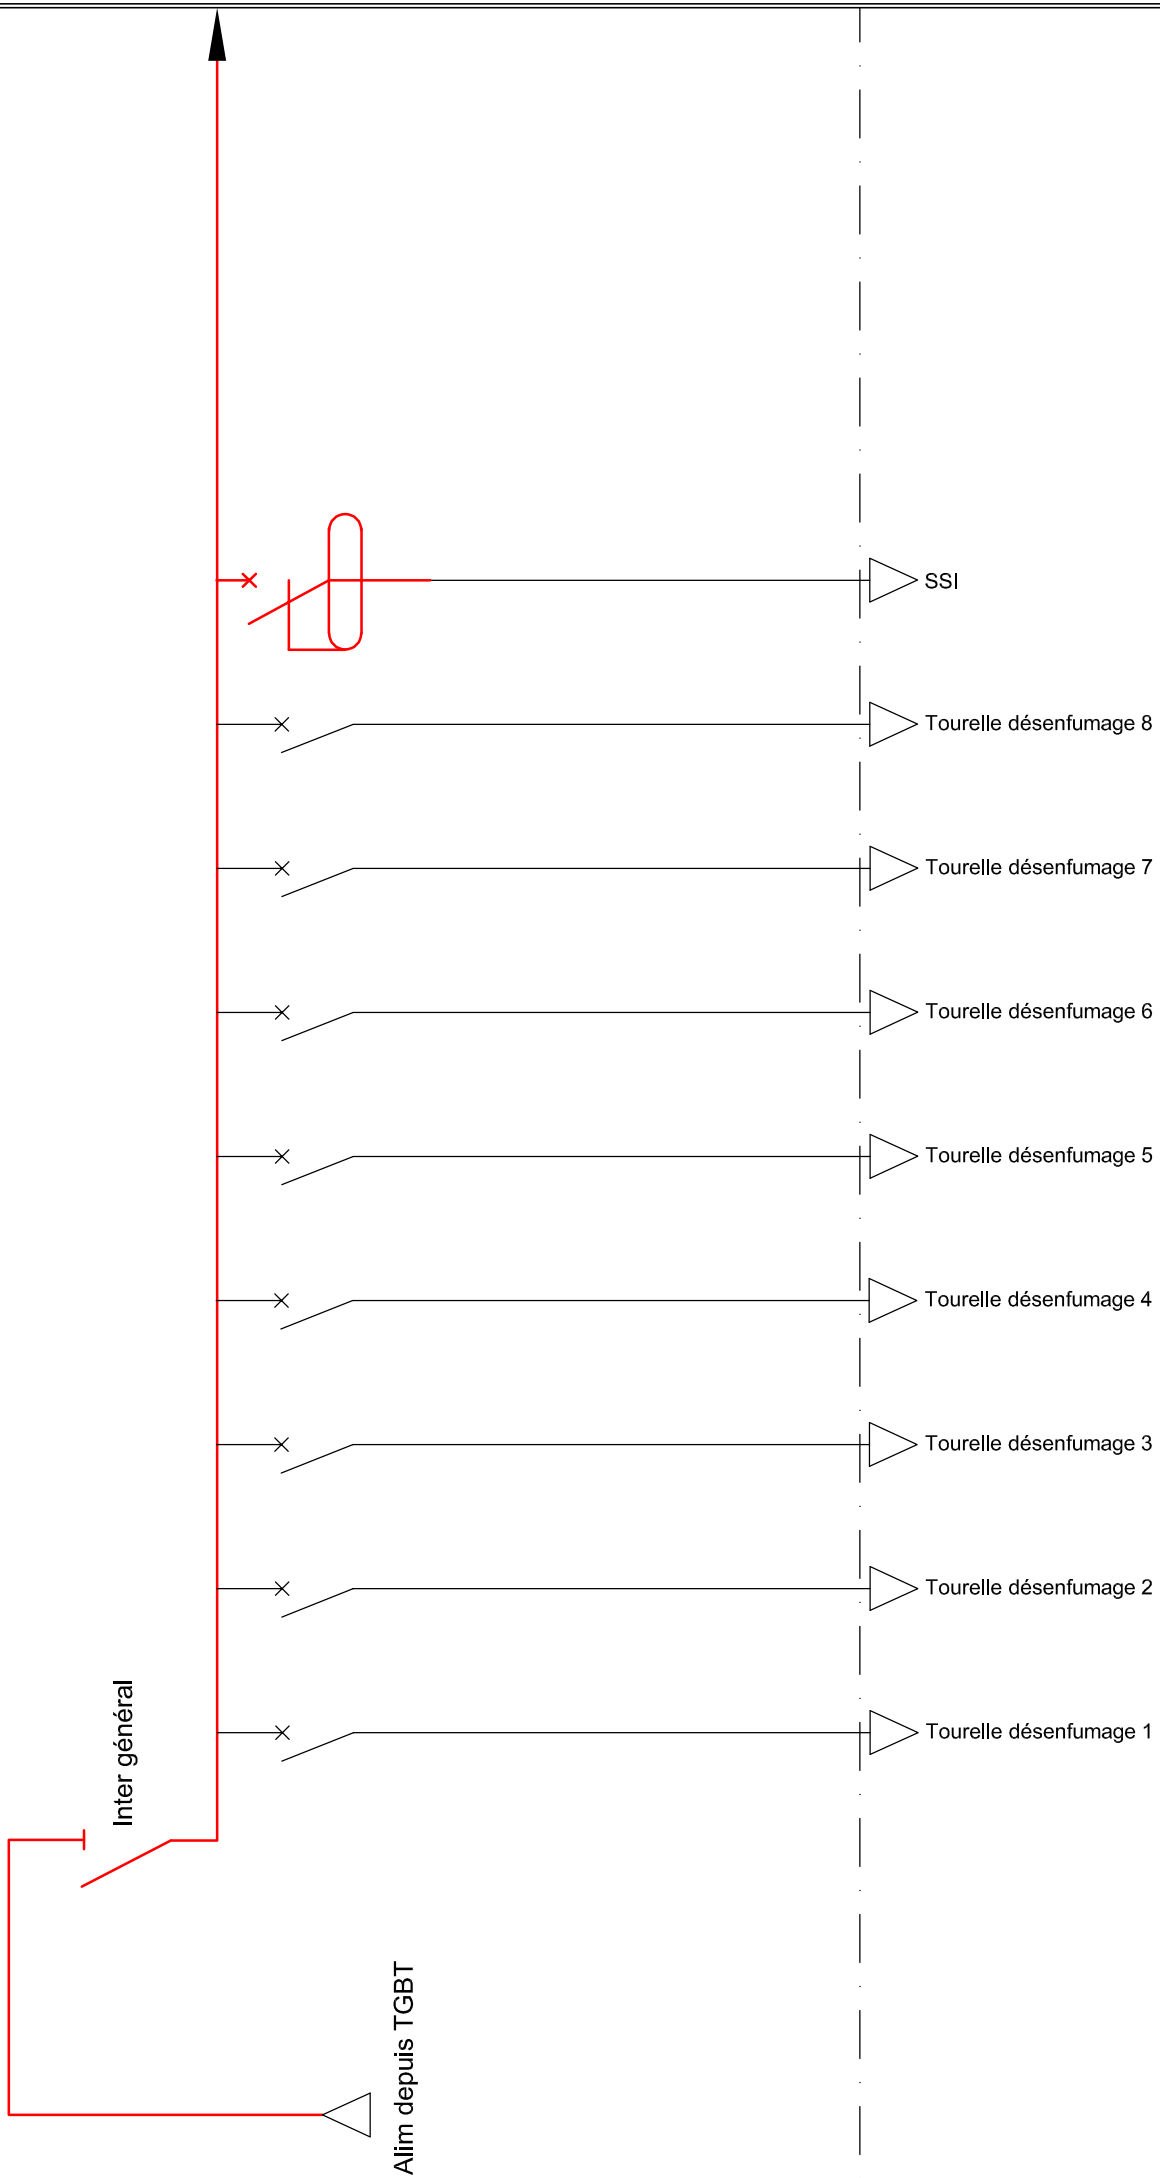 SSI
Tourelle désenfumage 8
Tourelle désenfumage 7
Tourelle désenfumage 6
Tourelle désenfumage 5
Tourelle désenfumage 4
Tourelle désenfumage 3
Tourelle désenfumage 2
Tourelle désenfumage 1
Inter général
Alim depuis TGBT